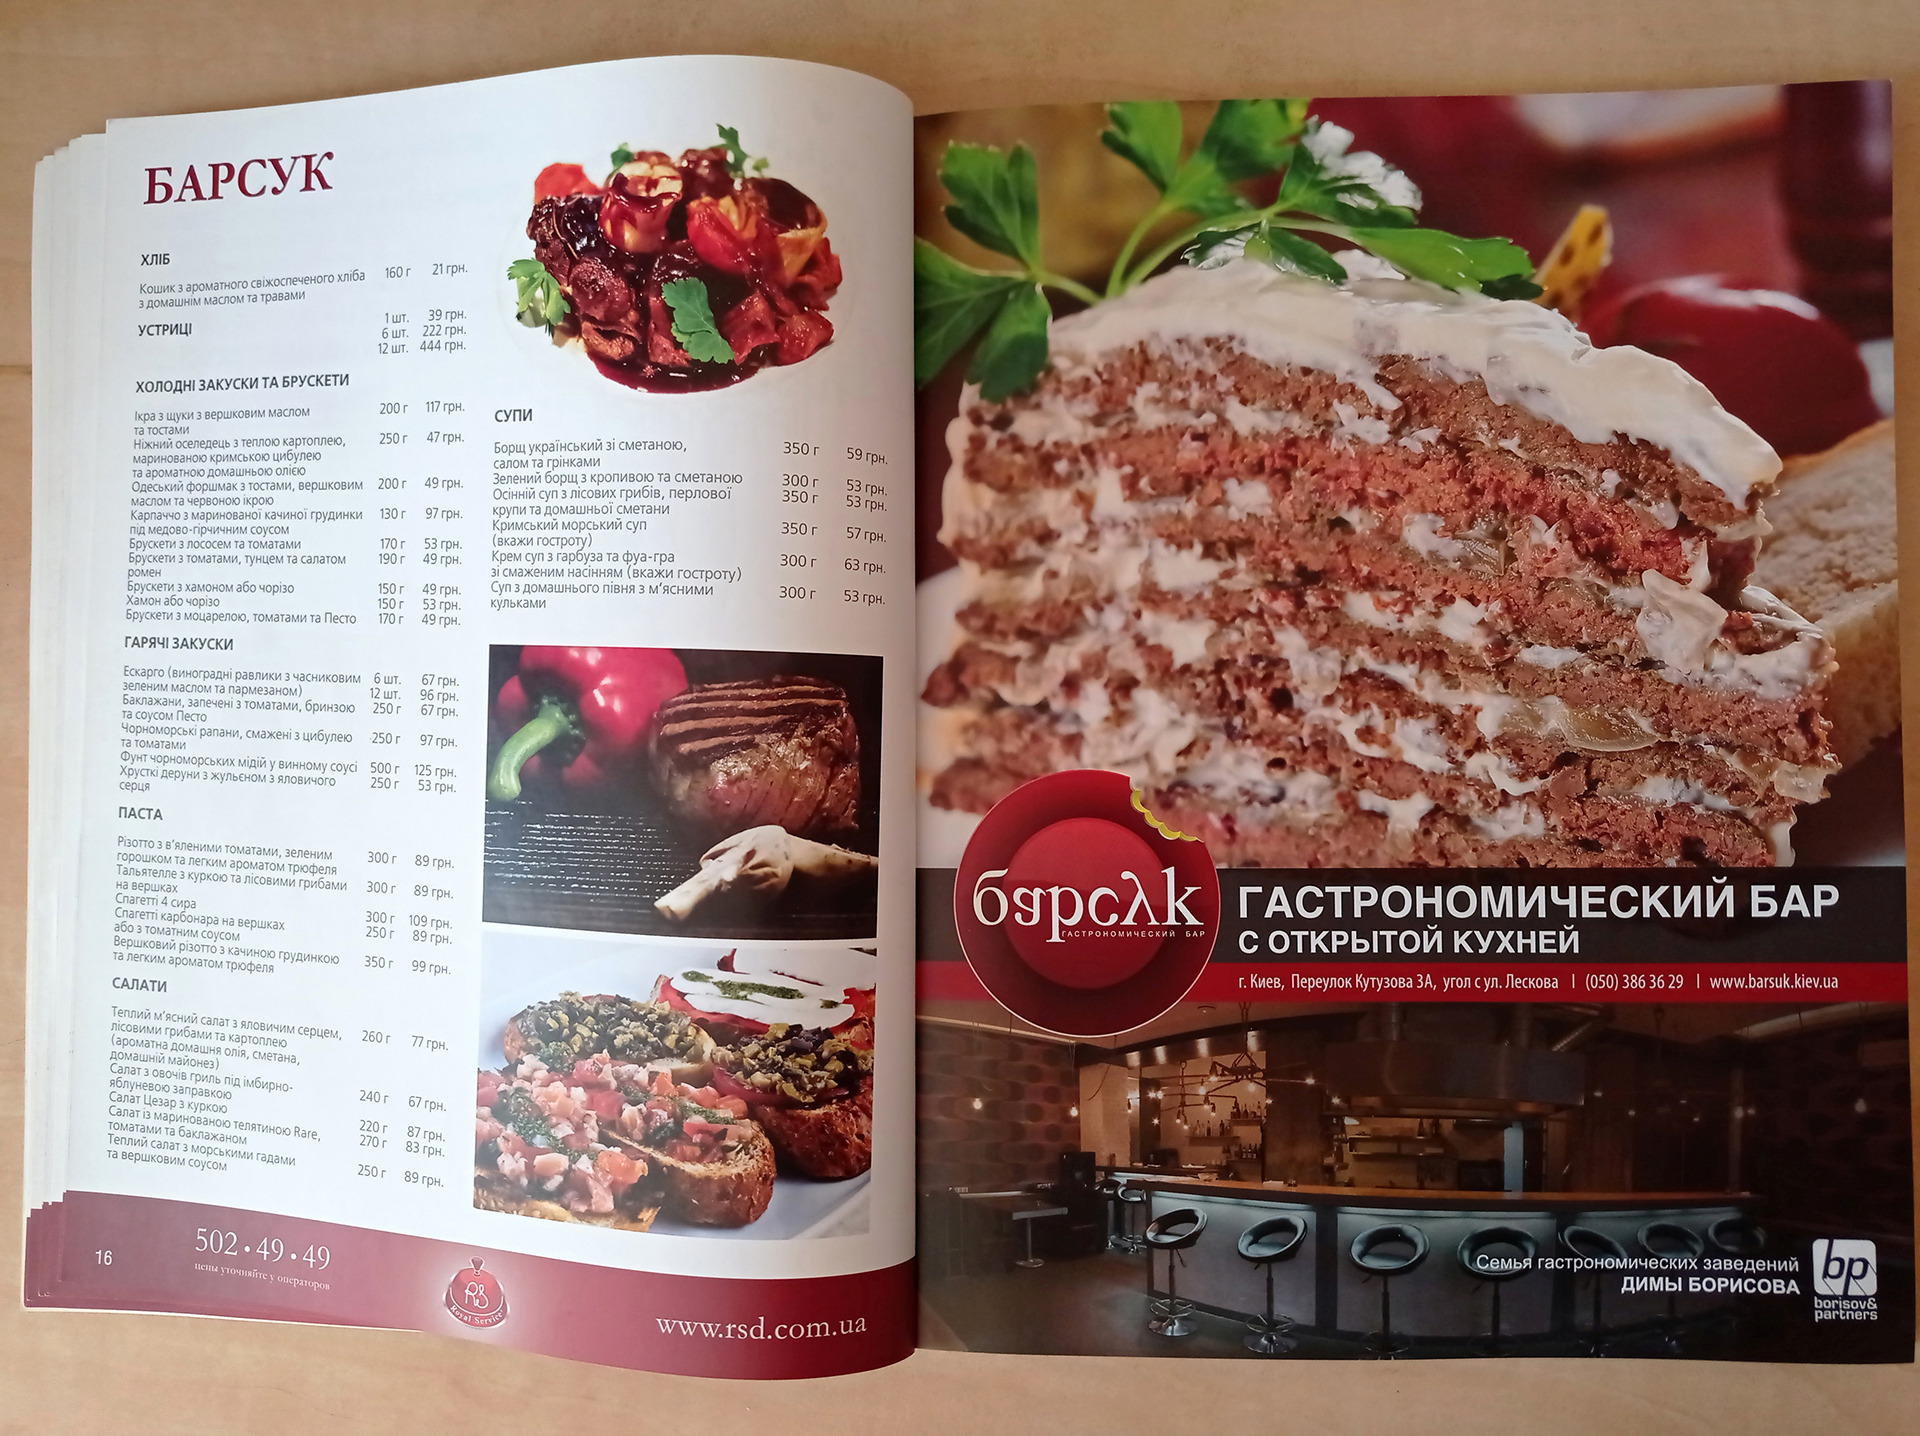 БАРСУК
ХЛІБ
Кошик з ароматного свіжоспеченого хліба 160 г 21 грн.
з домашнім маслом та травами
УСТРИЦІ 1 шт. 39 грн.
6 шт. 222 грн.
12 шт. 444 грн.
ХОЛОДНІ ЗАКУСКИ ТА БРУСКЕТИ
Ікра з щуки з вершковим маслом 200 г 117 грн.
та тостами
Ніжний оселедець з теплою картоплею, 250 г 47 грн.
маринованою кримською цибулею
та ароматною домашньою олією
Одеський форшмак з тостами, вершковим 200 г 49 грн.
маслом та червоною ікрою
Карпаччо з маринованої качиної грудинки 130 г 97 грн.
під медово-гірчичним соусом
Брускети з лососем та томатами 170 г 53 грн.
Брускети з томатами, тунцем та салатом 190 г 49 грн.
ромен
Брускети з хамоном або чорізо 150 г 49 грн.
Хамон або чорізо 150 г 53 грн.
Брускети з моцарелою, томатами та Песто 170 г 49 грн.
ГАРЯЧІ ЗАКУСКИ
Ескарго (виноградні равлики з часниковим 6 шт. 67 грн.
зеленим маслом та пармезаном) 12 шт. 96 грн.
Баклажани, запечені з томатами, бринзою 250 г 67 грн.
та соусом Песто
Чорноморські рапани, смажені з цибулею 250 г 97 грн.
та томатами
Фунт чорноморських мідій у винному соусі 500 г 125 грн.
Хрусткі деруни з жульєном з яловичого 250 г 53 грн.
серця
ПАСТА
Різотто з в'яленими томатами, зеленим 300 г 89 грн.
горошком та легким ароматом трюфеля
Тальятелле з куркою та лісовими грибами 300 г 89 грн.
на вершках
Спагетті 4 сира 300 г 109 грн.
Спагетті карбонара на вершках 250 г 89 грн.
або з томатним соусом
Вершковий різотто з качиною грудинкою 350 г 99 грн.
та легким ароматом трюфеля
САЛАТИ
Теплий м'ясний салат з яловичим серцем, 260 г 77 грн.
лісовими грибами та картоплею
(ароматна домашня олія, сметана,
домашній майонез)
Салат з овочів гриль під імбирно-
яблуневою заправкою 240 г 67 грн.
Салат Цезар з куркою 220 г 87 грн.
Салат із маринованою телятиною Rare, 270 г 83 грн.
томатами та баклажаном
Теплий салат з морськими гадами 250 г 89 грн.
та вершковим соусом
СУПИ
Борщ український зі сметаною, 350 г 59 грн.
салом та грінками
Зелений борщ з кропивою та сметаною 300 г 53 грн.
Осінній суп з лісових грибів, перлової 350 г 53 грн.
крупи та домашньої сметани
Кримський морський суп 350 г 57 грн.
(вкажи гостроту)
Крем суп з гарбуза та фуа-гра 300 г 63 грн.
зі смаженим насінням (вкажи гостроту)
Суп з домашнього півня з м'ясними 300 г 53 грн.
кульками
16
502 • 49 • 49
цены уточняйте у операторов
RS
Royal Service
www.rsd.com.ua
барсук
ГАСТРОНОМИЧЕСКИЙ БАР
ГАСТРОНОМИЧЕСКИЙ БАР
С ОТКРЫТОЙ КУХНЕЙ
г. Киев, Переулок Кутузова 3А, угол с ул. Лескова | (050) 386 36 29 | www.barsuk.kiev.ua
Семья гастрономических заведений
ДИМЫ БОРИСОВА
bp
borisov&
partners